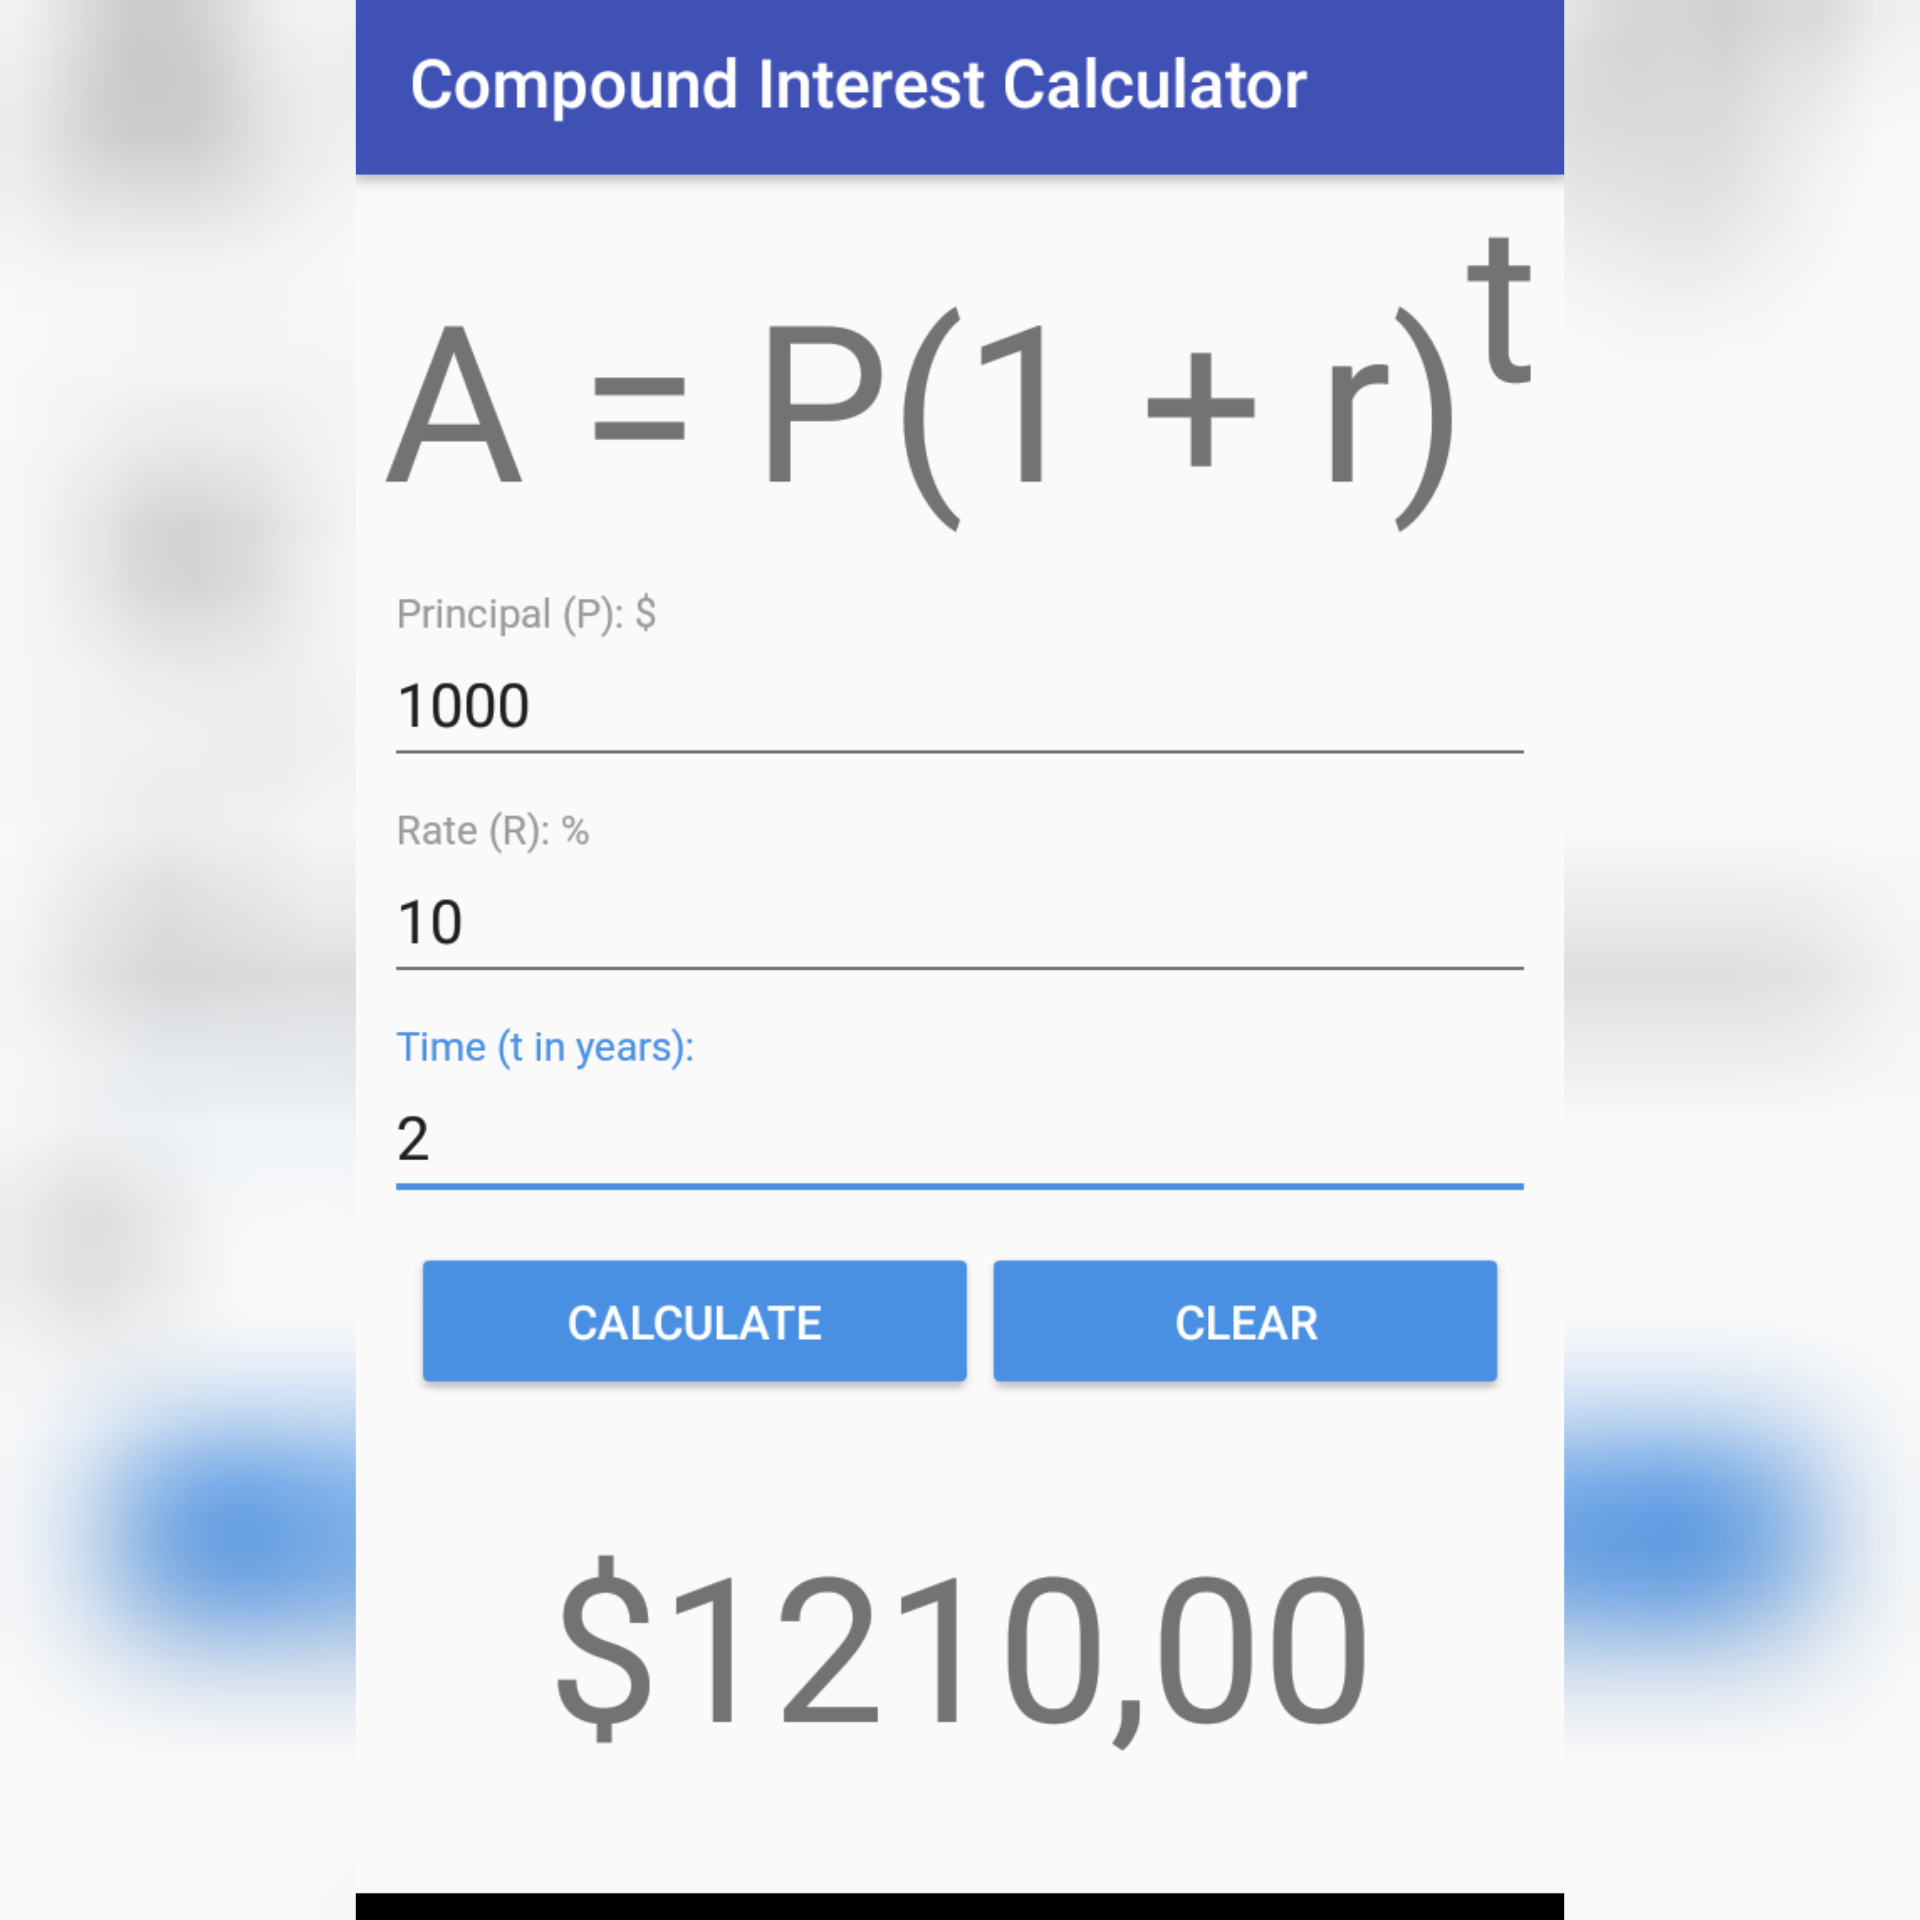 Compound Interest Calculator
A = P(1 + r)^t
Principal (P): $
1000
Rate (R): %
10
Time (t in years):
2
CALCULATE CLEAR
$1210,00